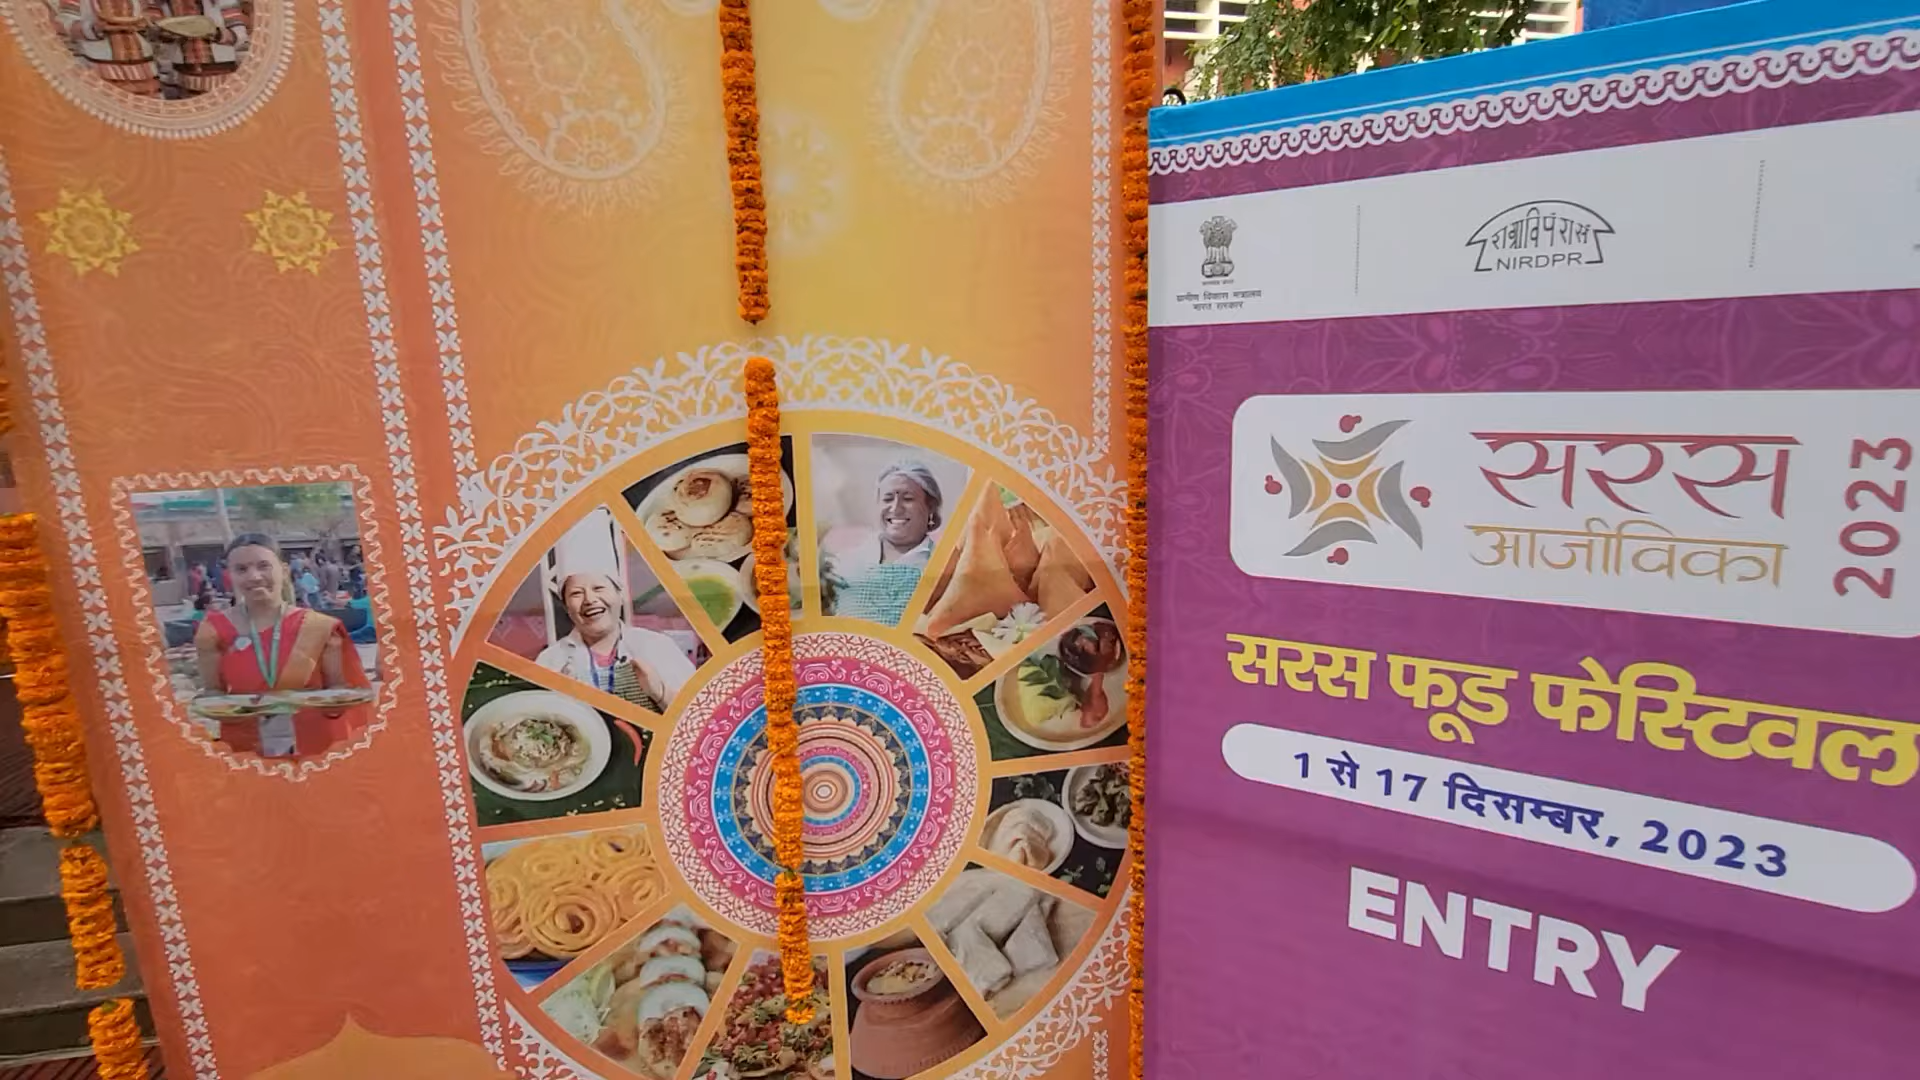 ग्रामीण विकास मंत्रालय
भारत सरकार
राग्राविपंरासं
NIRDPR
सरस
आजीविका
2023
सरस फूड फेस्टिवल
1 से 17 दिसम्बर, 2023
ENTRY